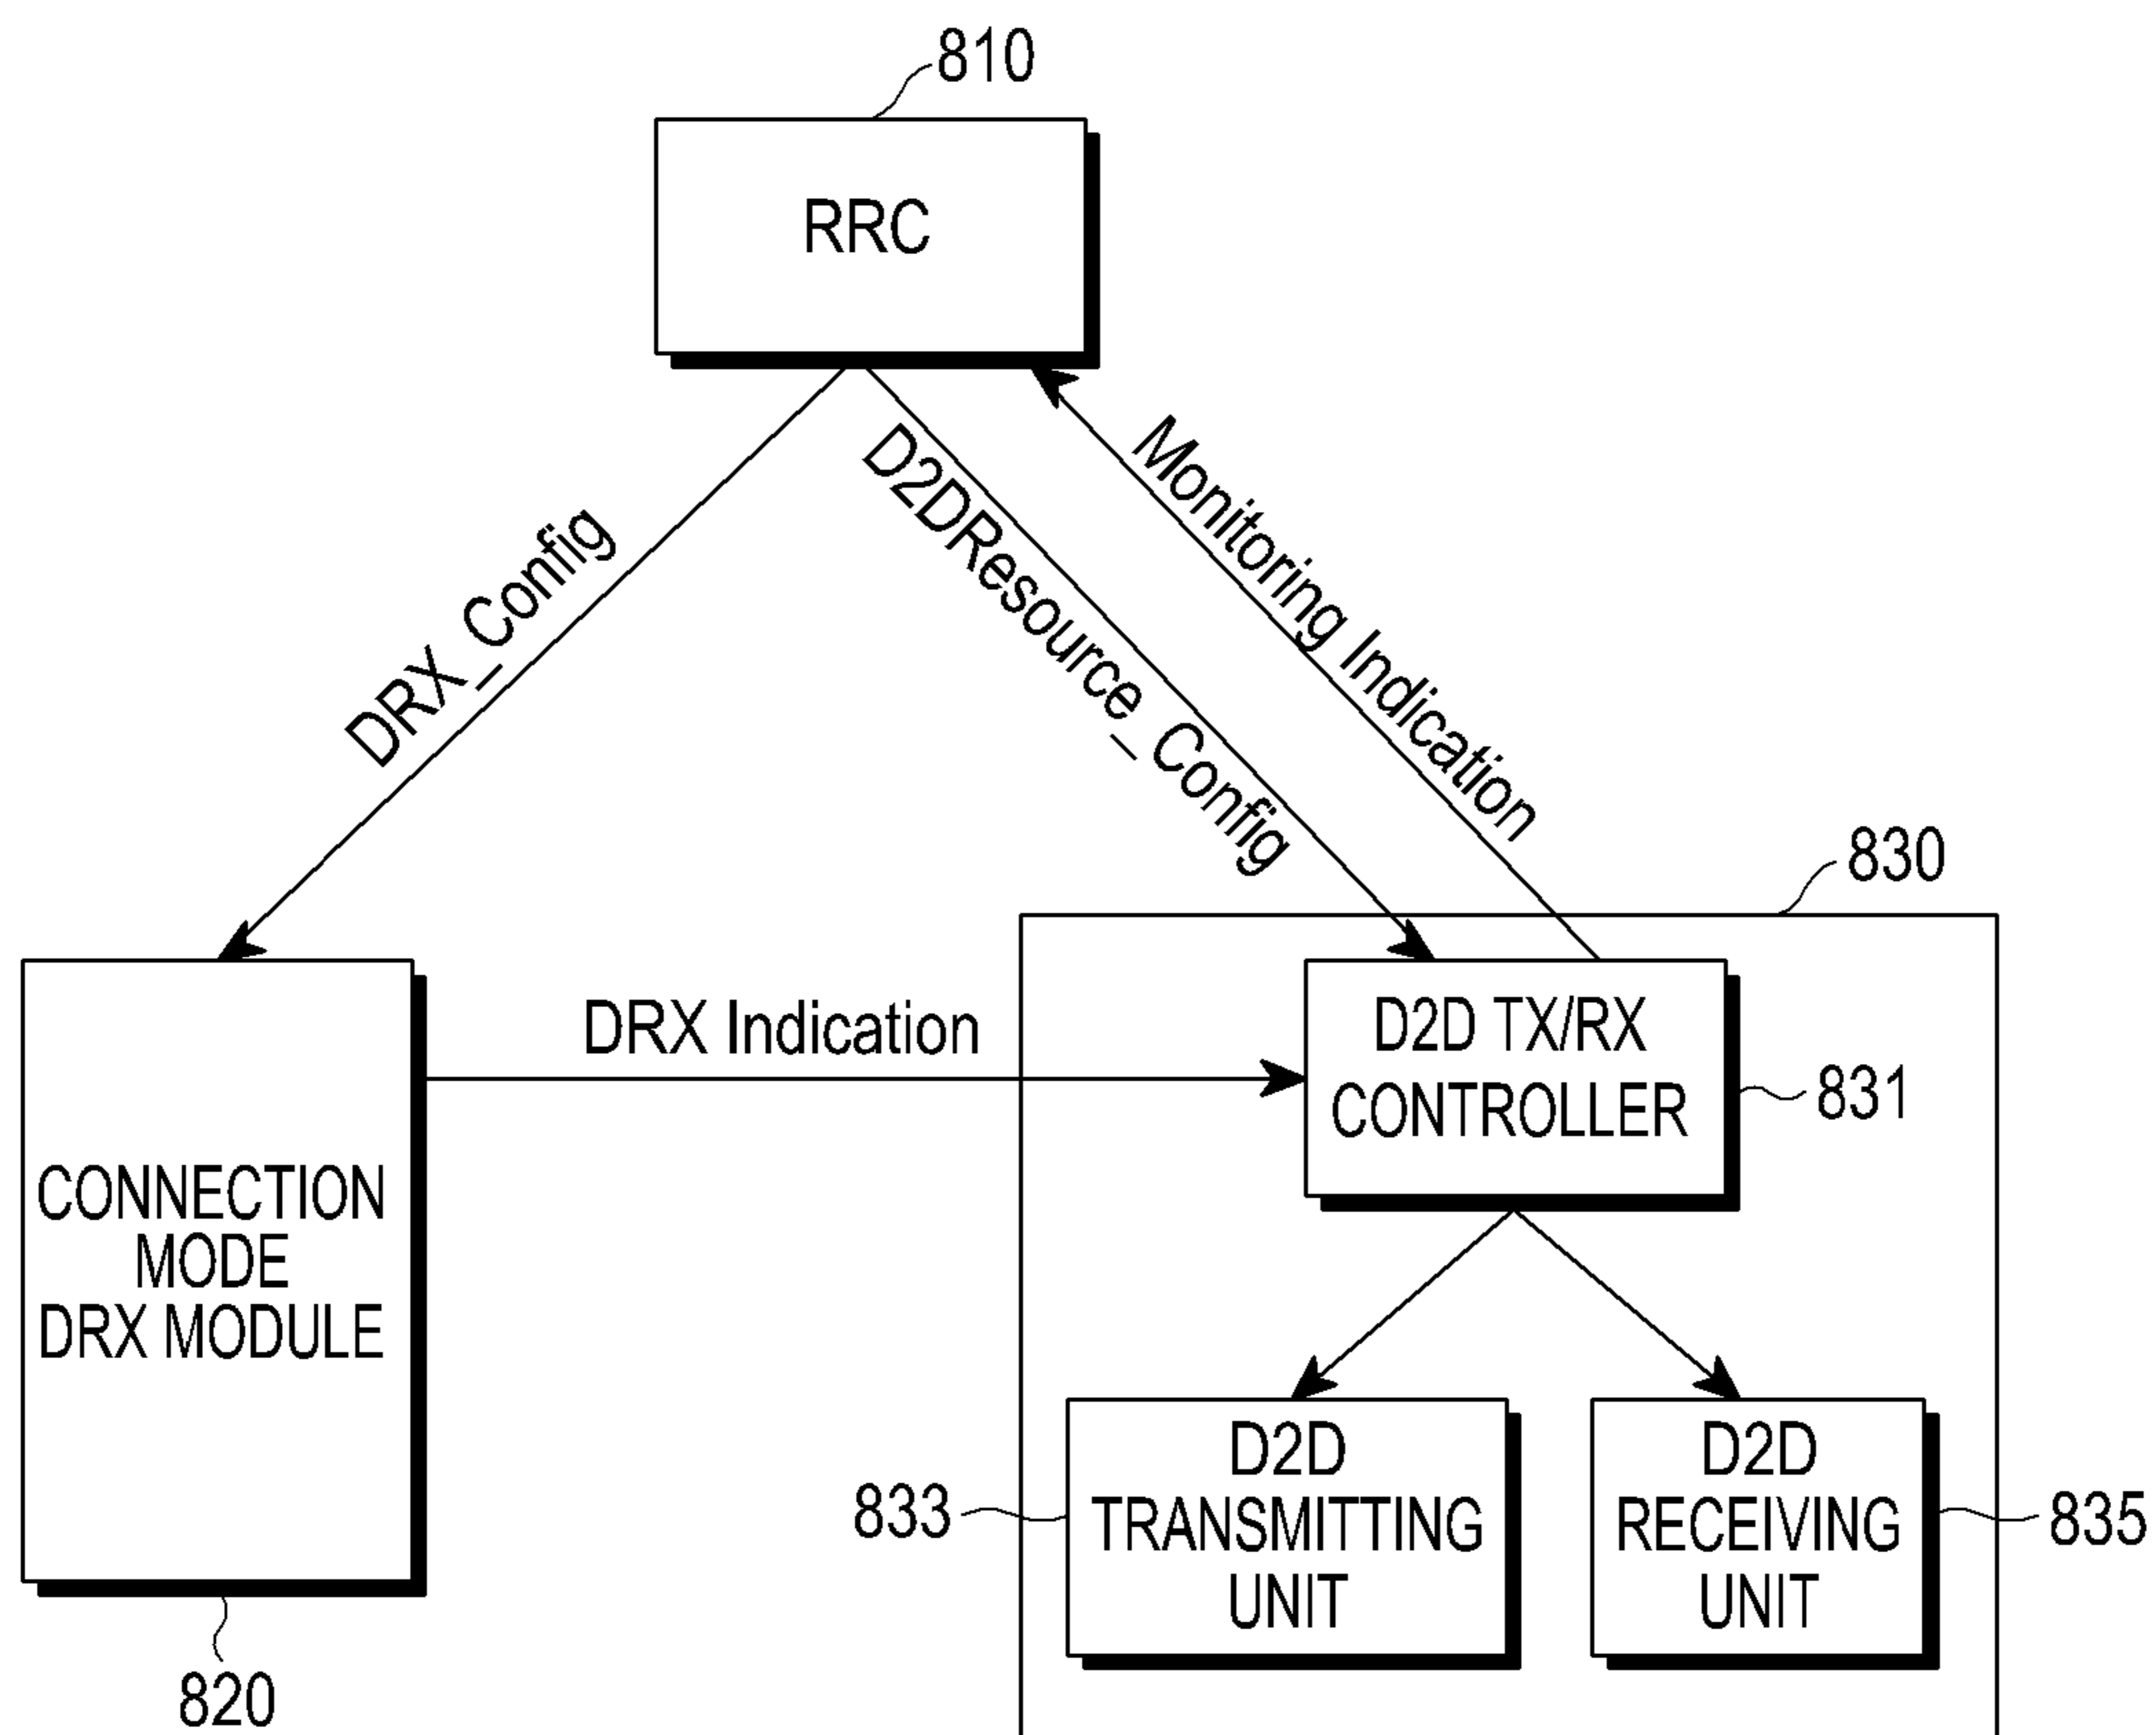 810
RRC
DRX_Config
D2DResource_Config
Monitoring Indication
830
DRX Indication
D2D TX/RX
CONTROLLER
831
CONNECTION
MODE
DRX MODULE
820
D2D
TRANSMITTING
UNIT
833
D2D
RECEIVING
UNIT
835